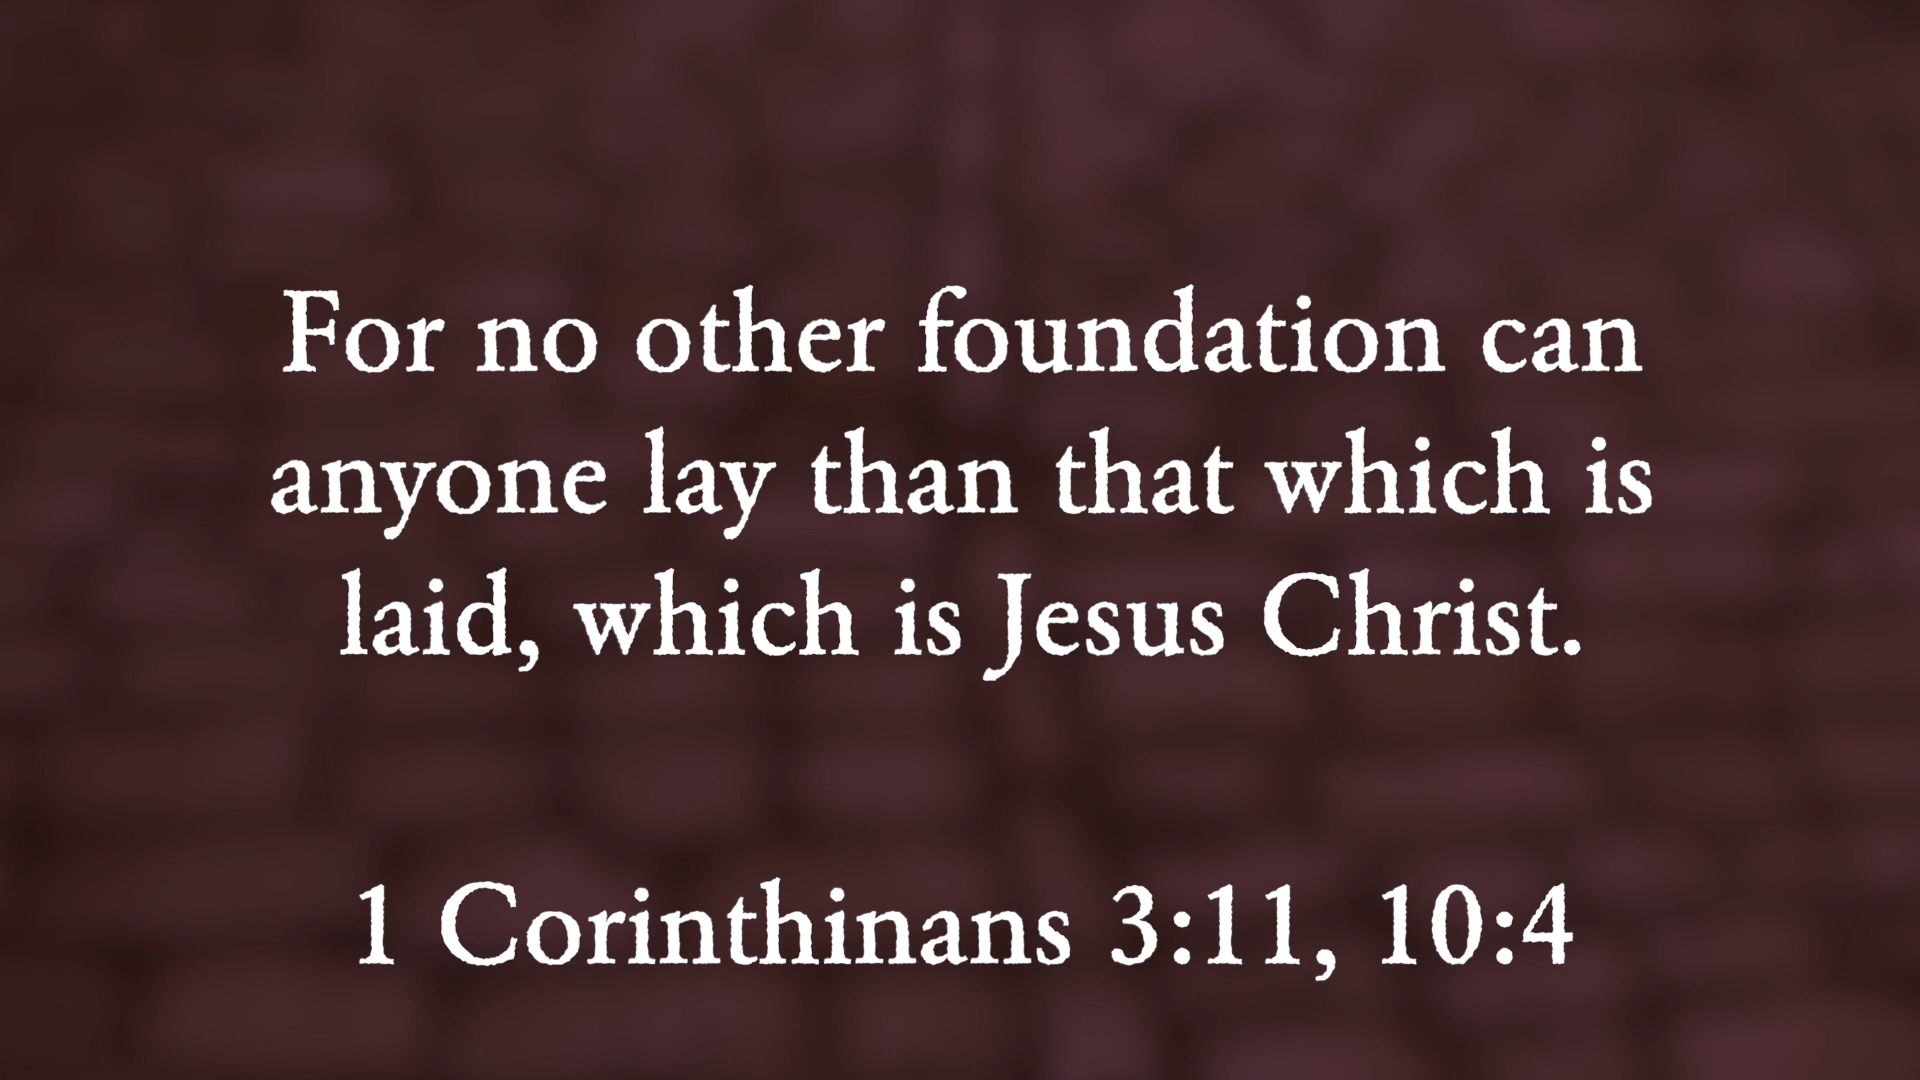 For no other foundation can
anyone lay than that which is
laid, which is Jesus Christ.
1 Corinthinans 3:11, 10:4